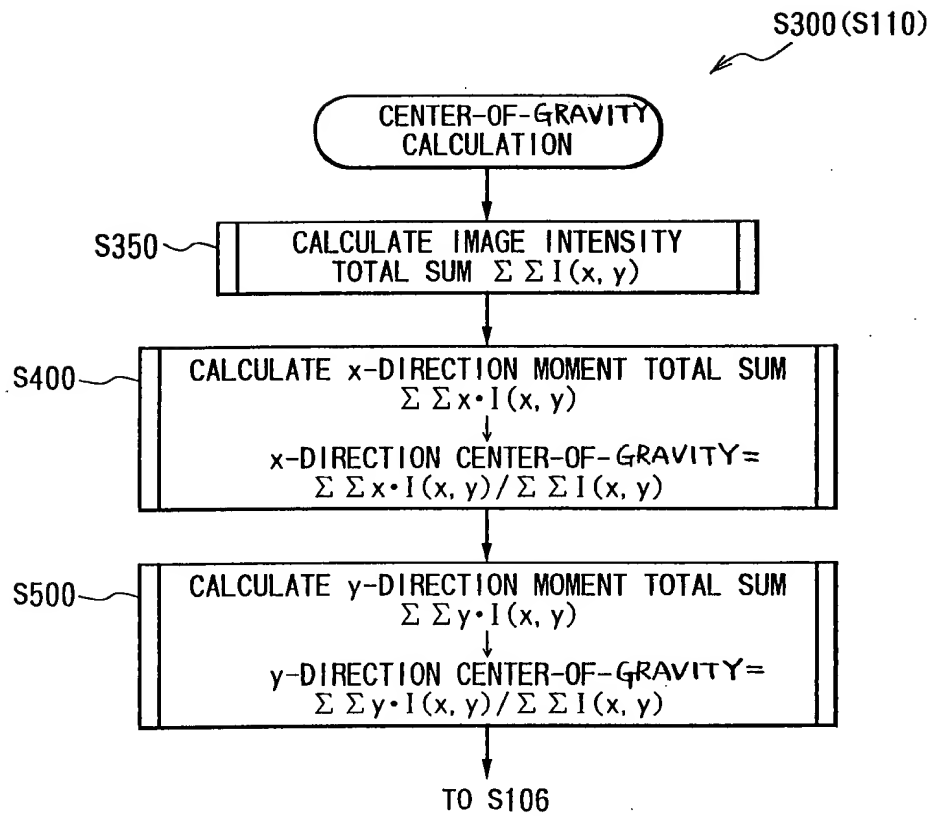 S300(S110)
CENTER-OF-GRAVITY
CALCULATION
S350
CALCULATE IMAGE INTENSITY
TOTAL SUM ΣΣI(x, y)
S400
CALCULATE x-DIRECTION MOMENT TOTAL SUM
ΣΣx•I(x, y)
↓
x-DIRECTION CENTER-OF-GRAVITY=
ΣΣx•I(x, y)/ΣΣI(x, y)
S500
CALCULATE y-DIRECTION MOMENT TOTAL SUM
ΣΣy•I(x, y)
↓
y-DIRECTION CENTER-OF-GRAVITY=
ΣΣy•I(x, y)/ΣΣI(x, y)
TO S106